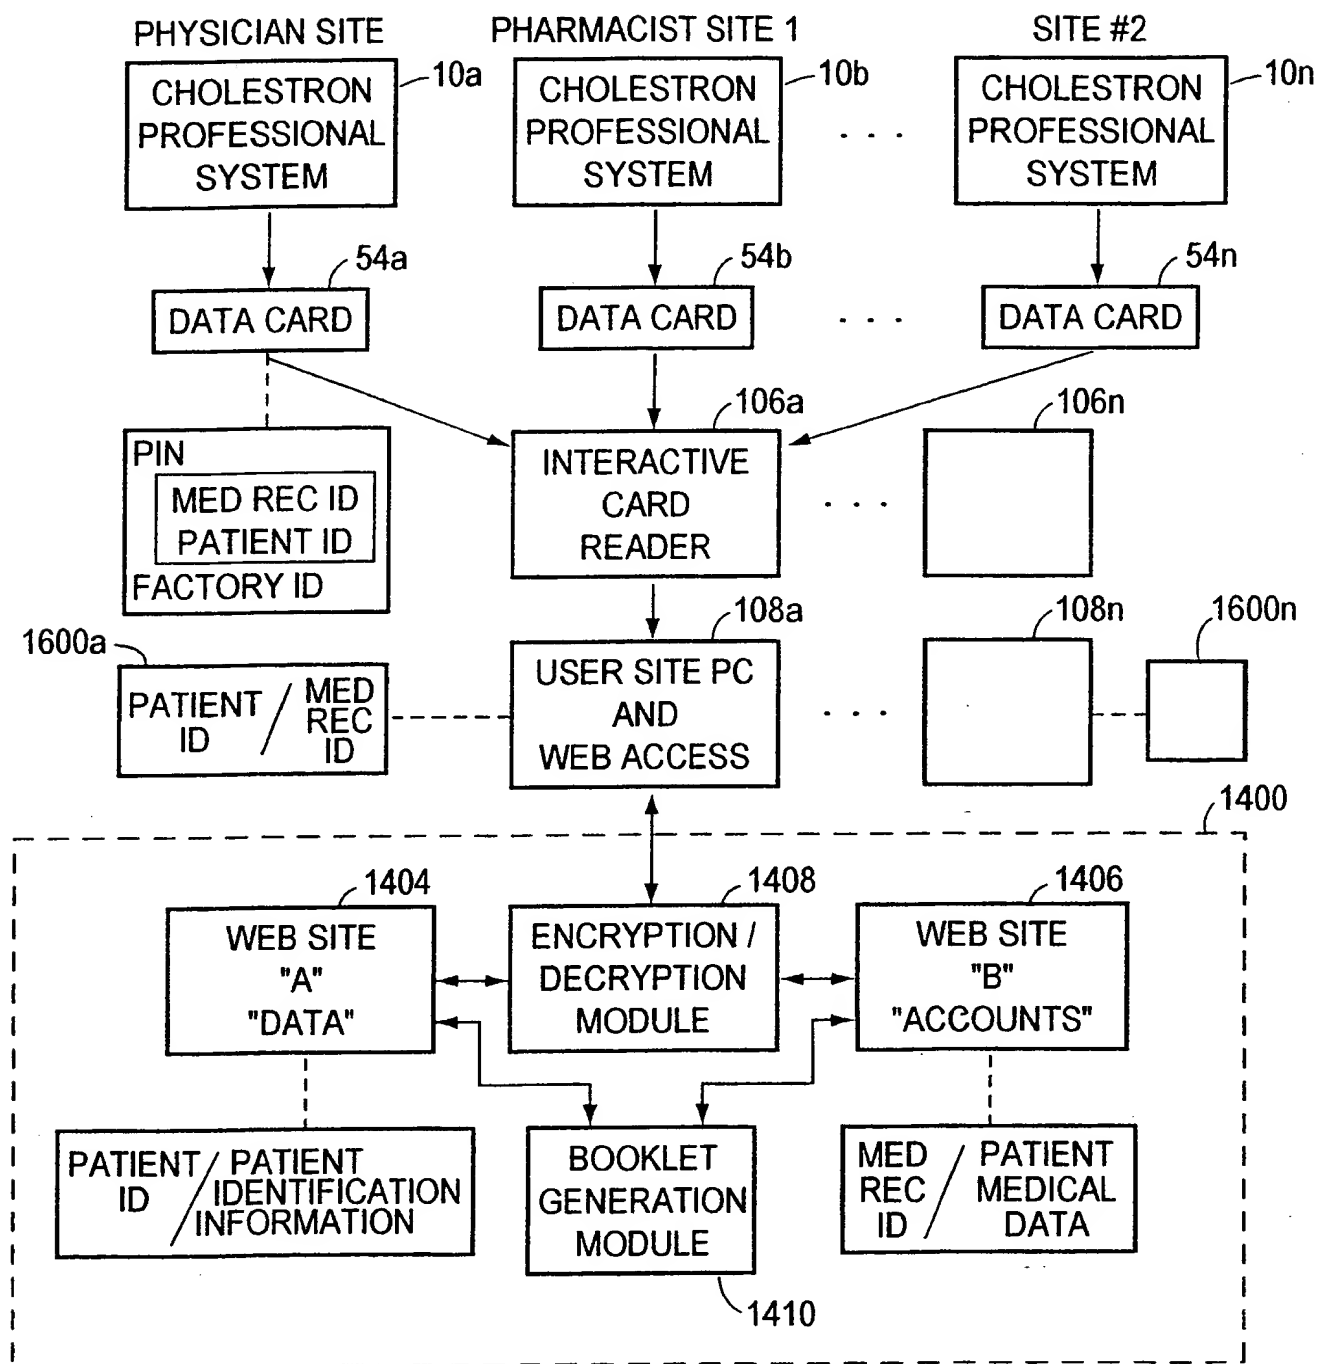 PHYSICIAN SITE
PHARMACIST SITE 1
SITE #2
10a
10b
10n
CHOLESTRON
PROFESSIONAL
SYSTEM
CHOLESTRON
PROFESSIONAL
SYSTEM
. . .
CHOLESTRON
PROFESSIONAL
SYSTEM
54a
54b
54n
DATA CARD
DATA CARD
. . .
DATA CARD
106a
106n
PIN
MED REC ID
PATIENT ID
FACTORY ID
INTERACTIVE
CARD
READER
. . .
108a
108n
1600n
1600a
PATIENT
ID
/
MED
REC
ID
USER SITE PC
AND
WEB ACCESS
. . .
1400
1404
1408
1406
WEB SITE
"A"
"DATA"
ENCRYPTION /
DECRYPTION
MODULE
WEB SITE
"B"
"ACCOUNTS"
PATIENT
ID
/
PATIENT
IDENTIFICATION
INFORMATION
BOOKLET
GENERATION
MODULE
MED
REC
ID
/
PATIENT
MEDICAL
DATA
1410